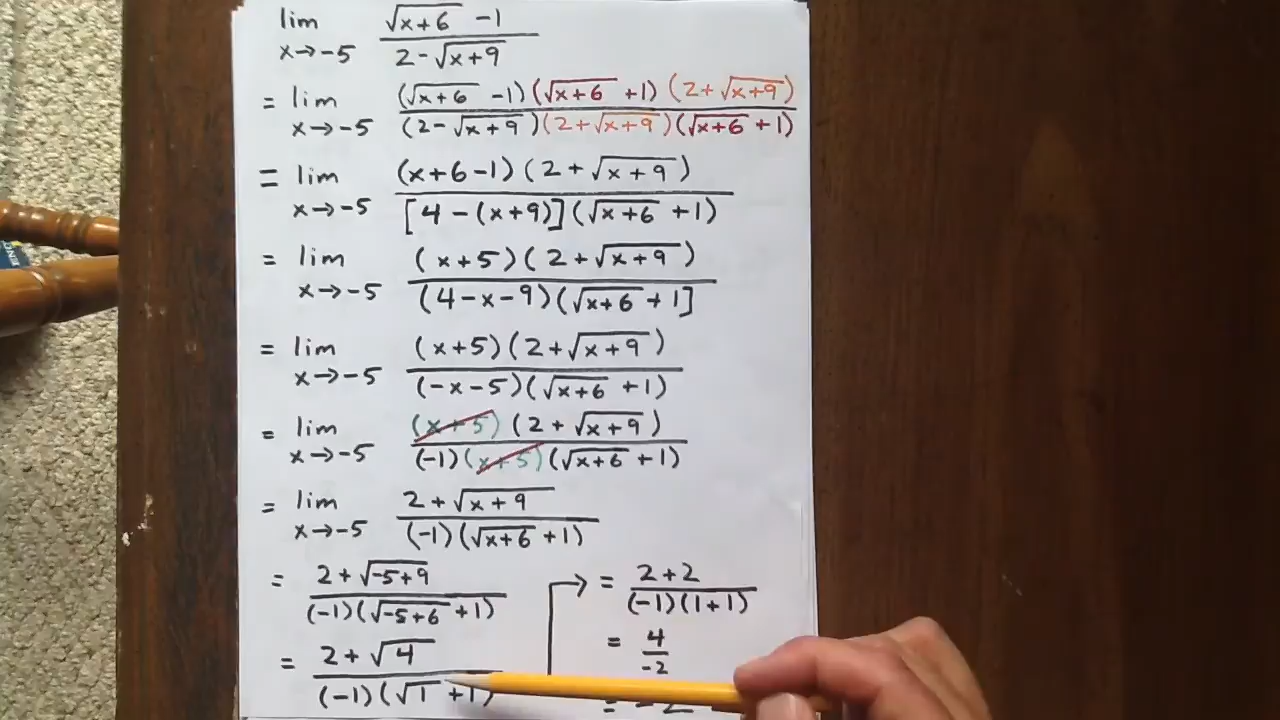 lim x→-5 (√(x+6) -1)/(2-√(x+9))
= lim x→-5 ((√(x+6) -1)(√(x+6) +1)(2+√(x+9)))/((2-√(x+9))(2+√(x+9))(√(x+6) +1))
= lim x→-5 ((x+6-1)(2+√(x+9)))/([4-(x+9)](√(x+6) +1))
= lim x→-5 ((x+5)(2+√(x+9)))/((4-x-9)(√(x+6) +1])
= lim x→-5 ((x+5)(2+√(x+9)))/((-x-5)(√(x+6) +1))
= lim x→-5 ((x+5)(2+√(x+9)))/((-1)(x+5)(√(x+6) +1))
= lim x→-5 (2+√(x+9))/((-1)(√(x+6) +1))
= (2+√(-5+9))/((-1)(√(-5+6) +1))
= (2+√4)/((-1)(√1 +1))
→ = (2+2)/((-1)(1+1))
= 4/-2
= -2